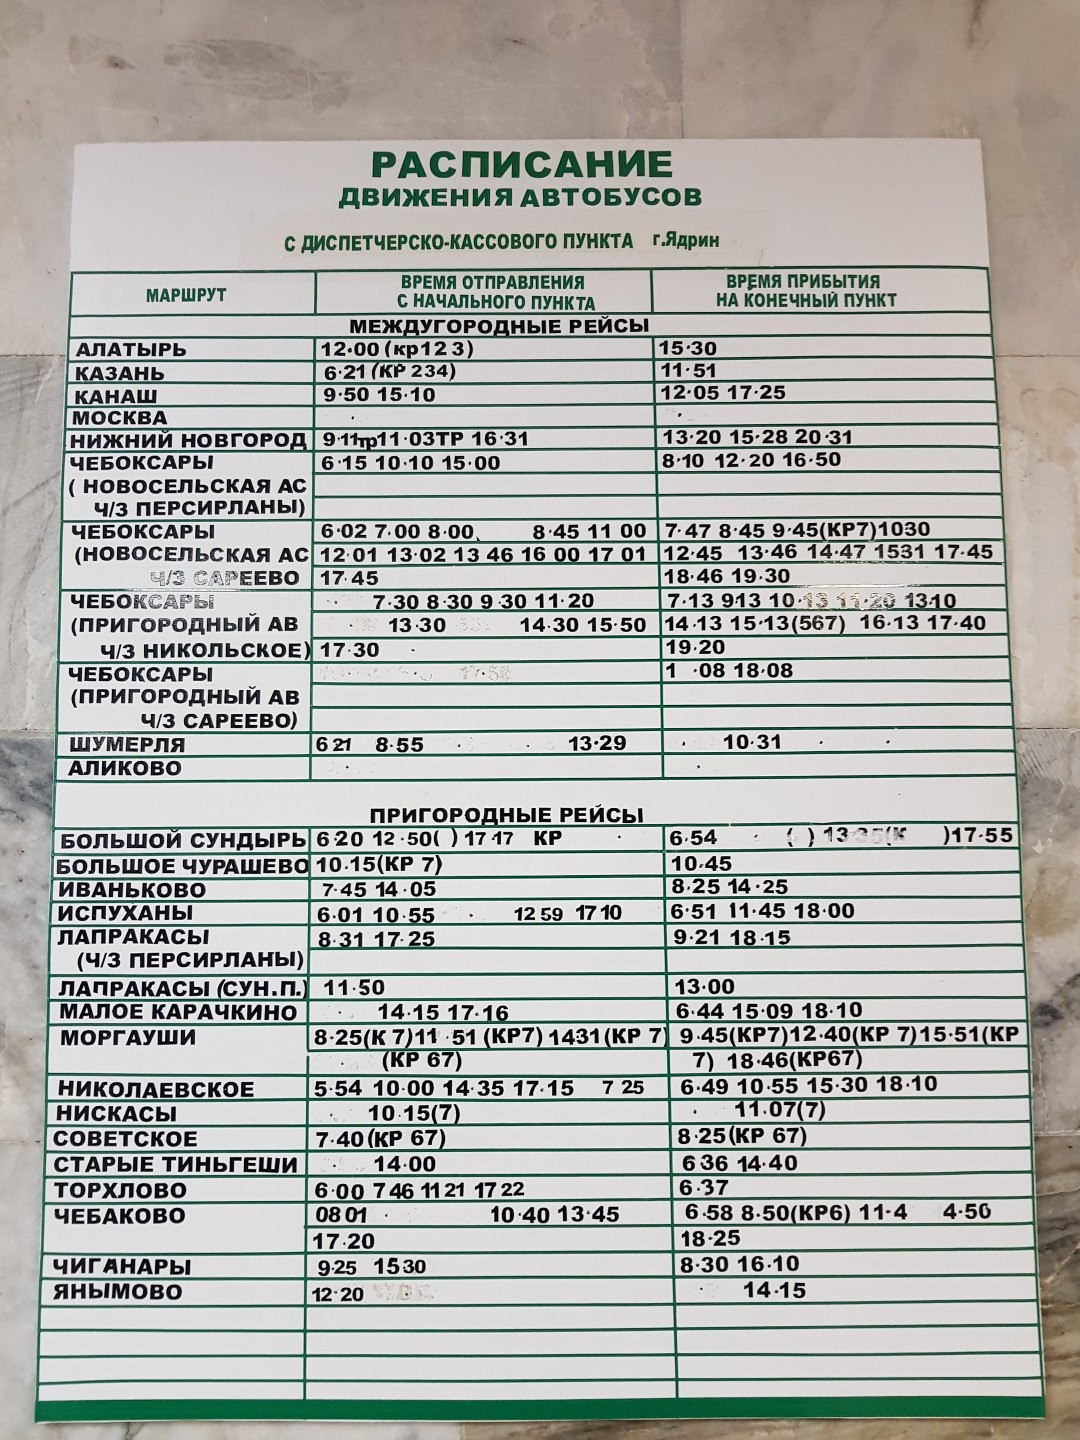 РАСПИСАНИЕ
ДВИЖЕНИЯ АВТОБУСОВ
С ДИСПЕТЧЕРСКО-КАССОВОГО ПУНКТА г.Ядрин
МАРШРУТ ВРЕМЯ ОТПРАВЛЕНИЯ С НАЧАЛЬНОГО ПУНКТА ВРЕМЯ ПРИБЫТИЯ НА КОНЕЧНЫЙ ПУНКТ
МЕЖДУГОРОДНЫЕ РЕЙСЫ
АЛАТЫРЬ 12·00 (кр12 3) 15·30
КАЗАНЬ 6·21 (КР 234) 11·51
КАНАШ 9·50 15·10 12·05 17·25
МОСКВА
НИЖНИЙ НОВГОРОД 9·11тр11·03ТР 16·31 13·20 15·28 20·31
ЧЕБОКСАРЫ 6·15 10·10 15·00 8·10 12·20 16·50
( НОВОСЕЛЬСКАЯ АС
Ч/З ПЕРСИРЛАНЫ)
ЧЕБОКСАРЫ 6·02 7·00 8·00 8·45 11 00 7·47 8·45 9·45(КР7)1030
(НОВОСЕЛЬСКАЯ АС 12·01 13·02 13 46 16 00 17 01 12·45 13·46 14·47 1531 17·45
Ч/З САРЕЕВО 17·45 18·46 19·30
ЧЕБОКСАРЫ 7·30 8·30 9·30 11·20 7·13 913 10·13 11·20 13·10
(ПРИГОРОДНЫЙ АВ 13·30 14·30 15·50 14·13 15·13(567) 16·13 17·40
Ч/З НИКОЛЬСКОЕ) 17·30 19·20
ЧЕБОКСАРЫ 1 ·08 18·08
(ПРИГОРОДНЫЙ АВ
Ч/З САРЕЕВО)
ШУМЕРЛЯ 6 21 8·55 13·29 10·31
АЛИКОВО
ПРИГОРОДНЫЕ РЕЙСЫ
БОЛЬШОЙ СУНДЫРЬ 6·20 12·50( ) 17·17 КР 6·54 ( ) 13·35(К )17·55
БОЛЬШОЕ ЧУРАШЕВО 10·15(КР 7) 10·45
ИВАНЬКОВО 7·45 14·05 8·25 14·25
ИСПУХАНЫ 6·01 10·55 12 59 17 10 6·51 11·45 18·00
ЛАПРАКАСЫ 8·31 17·25 9·21 18·15
(Ч/З ПЕРСИРЛАНЫ)
ЛАПРАКАСЫ (СУН.П.) 11·50 13·00
МАЛОЕ КАРАЧКИНО 14·15 17·16 6·44 15·09 18·10
МОРГАУШИ 8·25(К 7)11·51 (КР7) 1431(КР 7) 9·45(КР7)12·40(КР 7)15·51(КР
(КР 67) 7) 18·46(КР67)
НИКОЛАЕВСКОЕ 5·54 10·00 14·35 17·15 7 25 6·49 10·55 15·30 18·10
НИСКАСЫ 10·15(7) 11·07(7)
СОВЕТСКОЕ 7·40(КР 67) 8·25(КР 67)
СТАРЫЕ ТИНЬГЕШИ 14·00 6 36 14·40
ТОРХЛОВО 6·00 7 46 11 21 17 22 6·37
ЧЕБАКОВО 08 01 10·40 13·45 6·58 8·50(КР6) 11·4 4·50
17·20 18·25
ЧИГАНАРЫ 9·25 15 30 8·30 16·10
ЯНЫМОВО 12·20 14·15